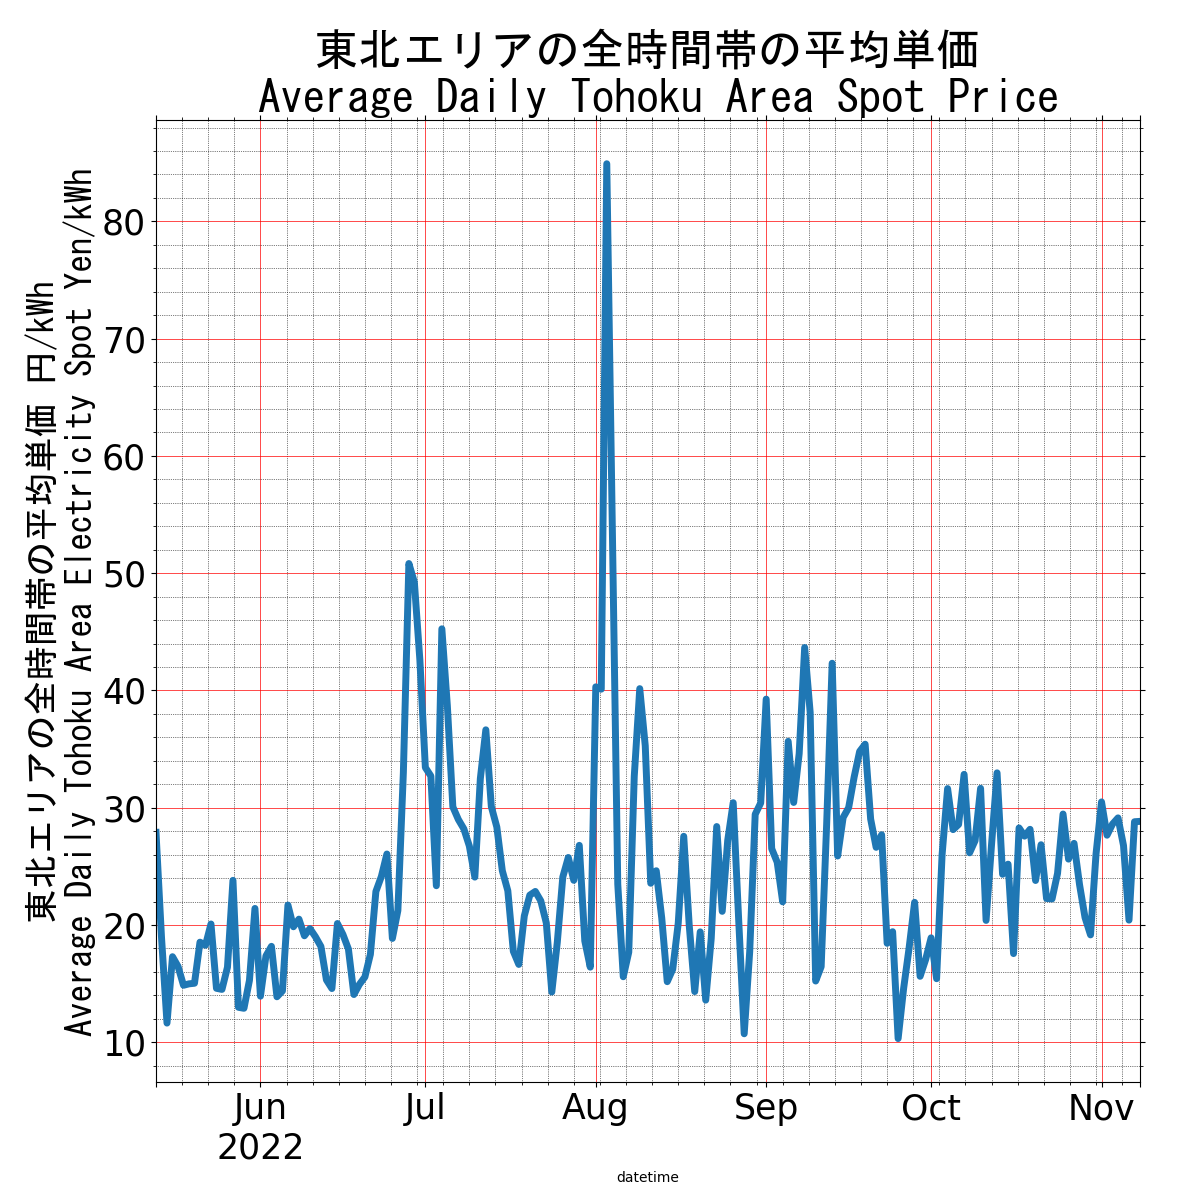 東北エリアの全時間帯の平均単価
Average Daily Tohoku Area Spot Price
東北エリアの全時間帯の平均単価 円/kWh
Average Daily Tohoku Area Electricity Spot Yen/kWh
80
70
60
50
40
30
20
10
Jun
2022
Jul
Aug
Sep
Oct
Nov
datetime